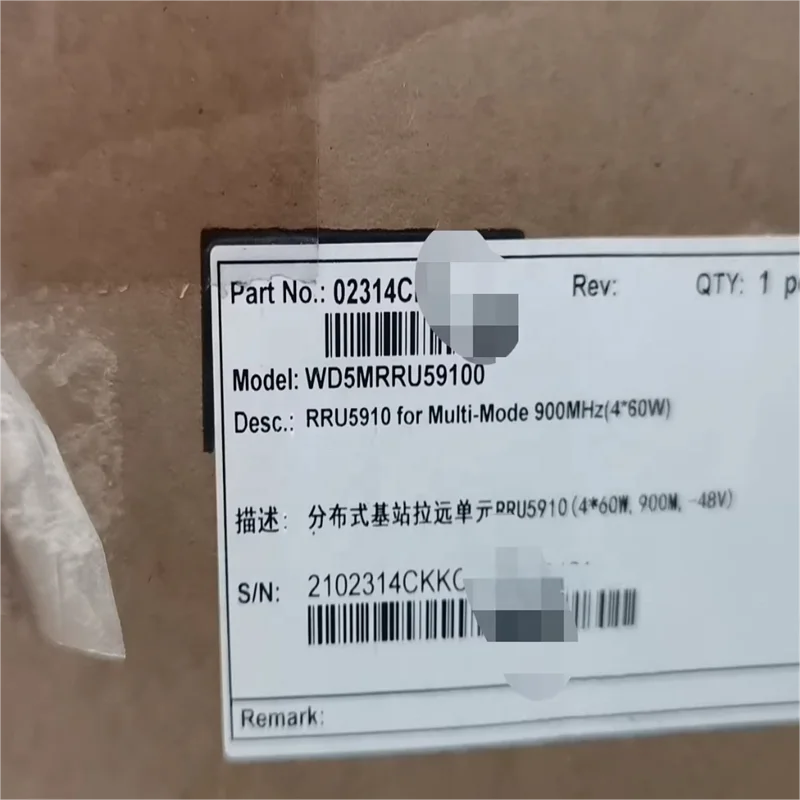 Part No.: 02314C
Rev:
QTY: 1 p
Model: WD5MRRU59100
Desc.: RRU5910 for Multi-Mode 900MHz(4*60W)
描述: 分布式基站拉远单元RRU5910(4*60W, 900M, -48V)
S/N: 2102314CKK
Remark: